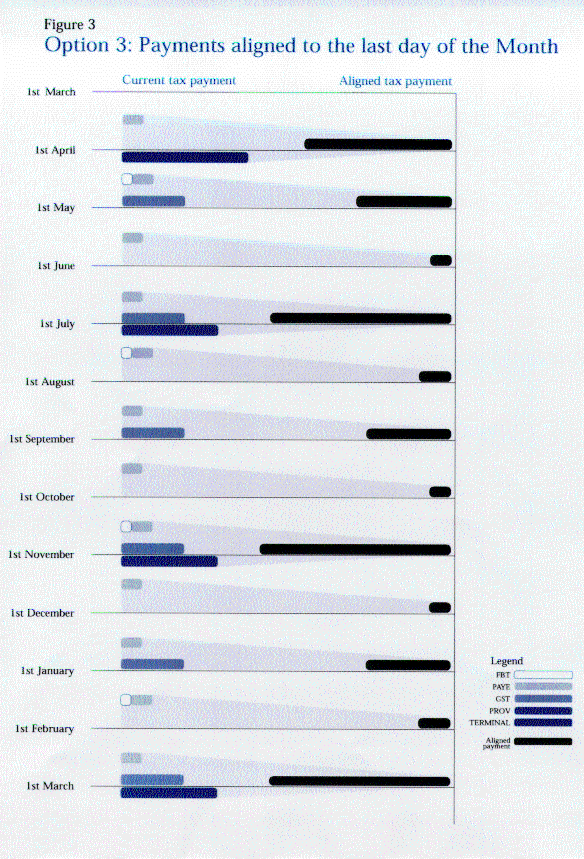 Figure 3
Option 3: Payments aligned to the last day of the Month
Current tax payment
Aligned tax payment
1st March
1st April
1st May
1st June
1st July
1st August
1st September
1st October
1st November
1st December
1st January
1st February
1st March
Legend
FBT
PAYE
GST
PROV
TERMINAL
Aligned
payment